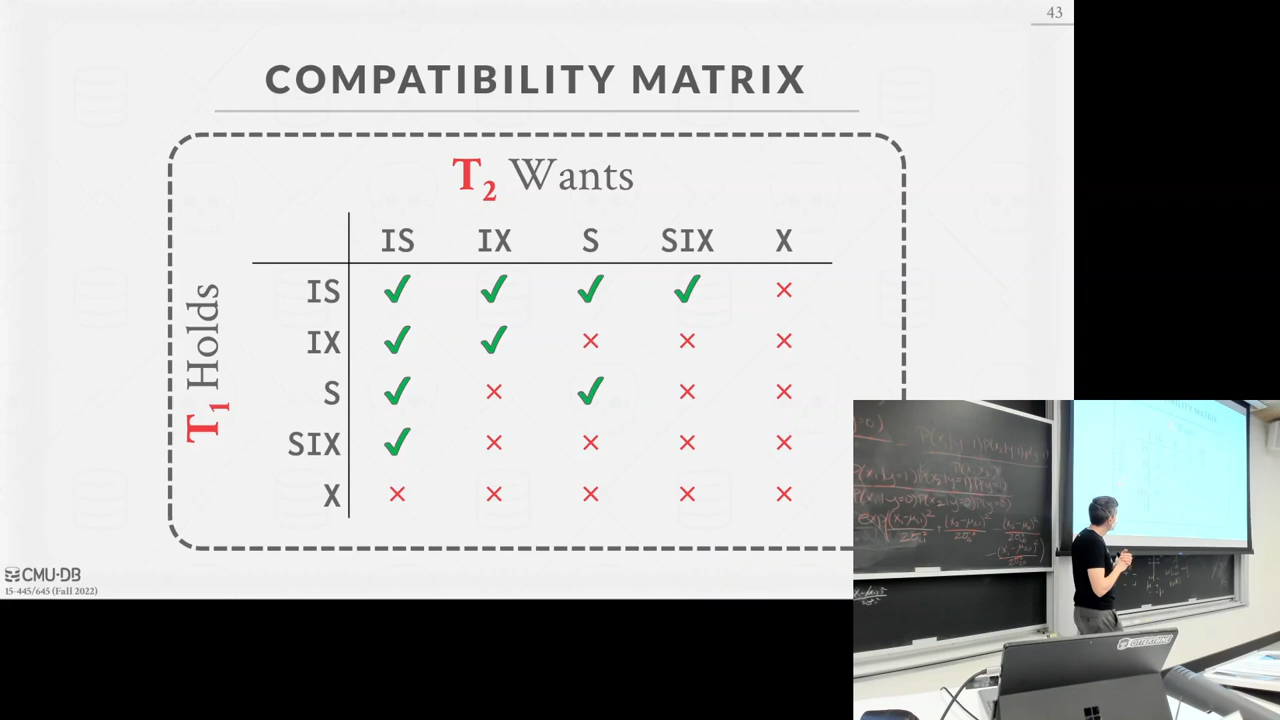 43
COMPATIBILITY MATRIX
T2 Wants
T1 Holds
IS IX S SIX X
IS ✓ ✓ ✓ ✓ ×
IX ✓ ✓ × × ×
S ✓ × ✓ × ×
SIX ✓ × × × ×
X × × × × ×
CMU·DB
15-445/645 (Fall 2022)
OTTERTUNE